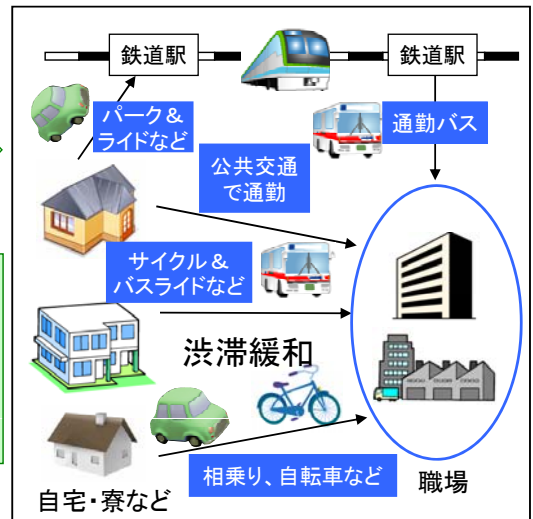 鉄道駅
鉄道駅
パーク＆
ライドなど
通勤バス
公共交通
で通勤
サイクル＆
バスライドなど
渋滞緩和
相乗り、自転車など
自宅・寮など
職場